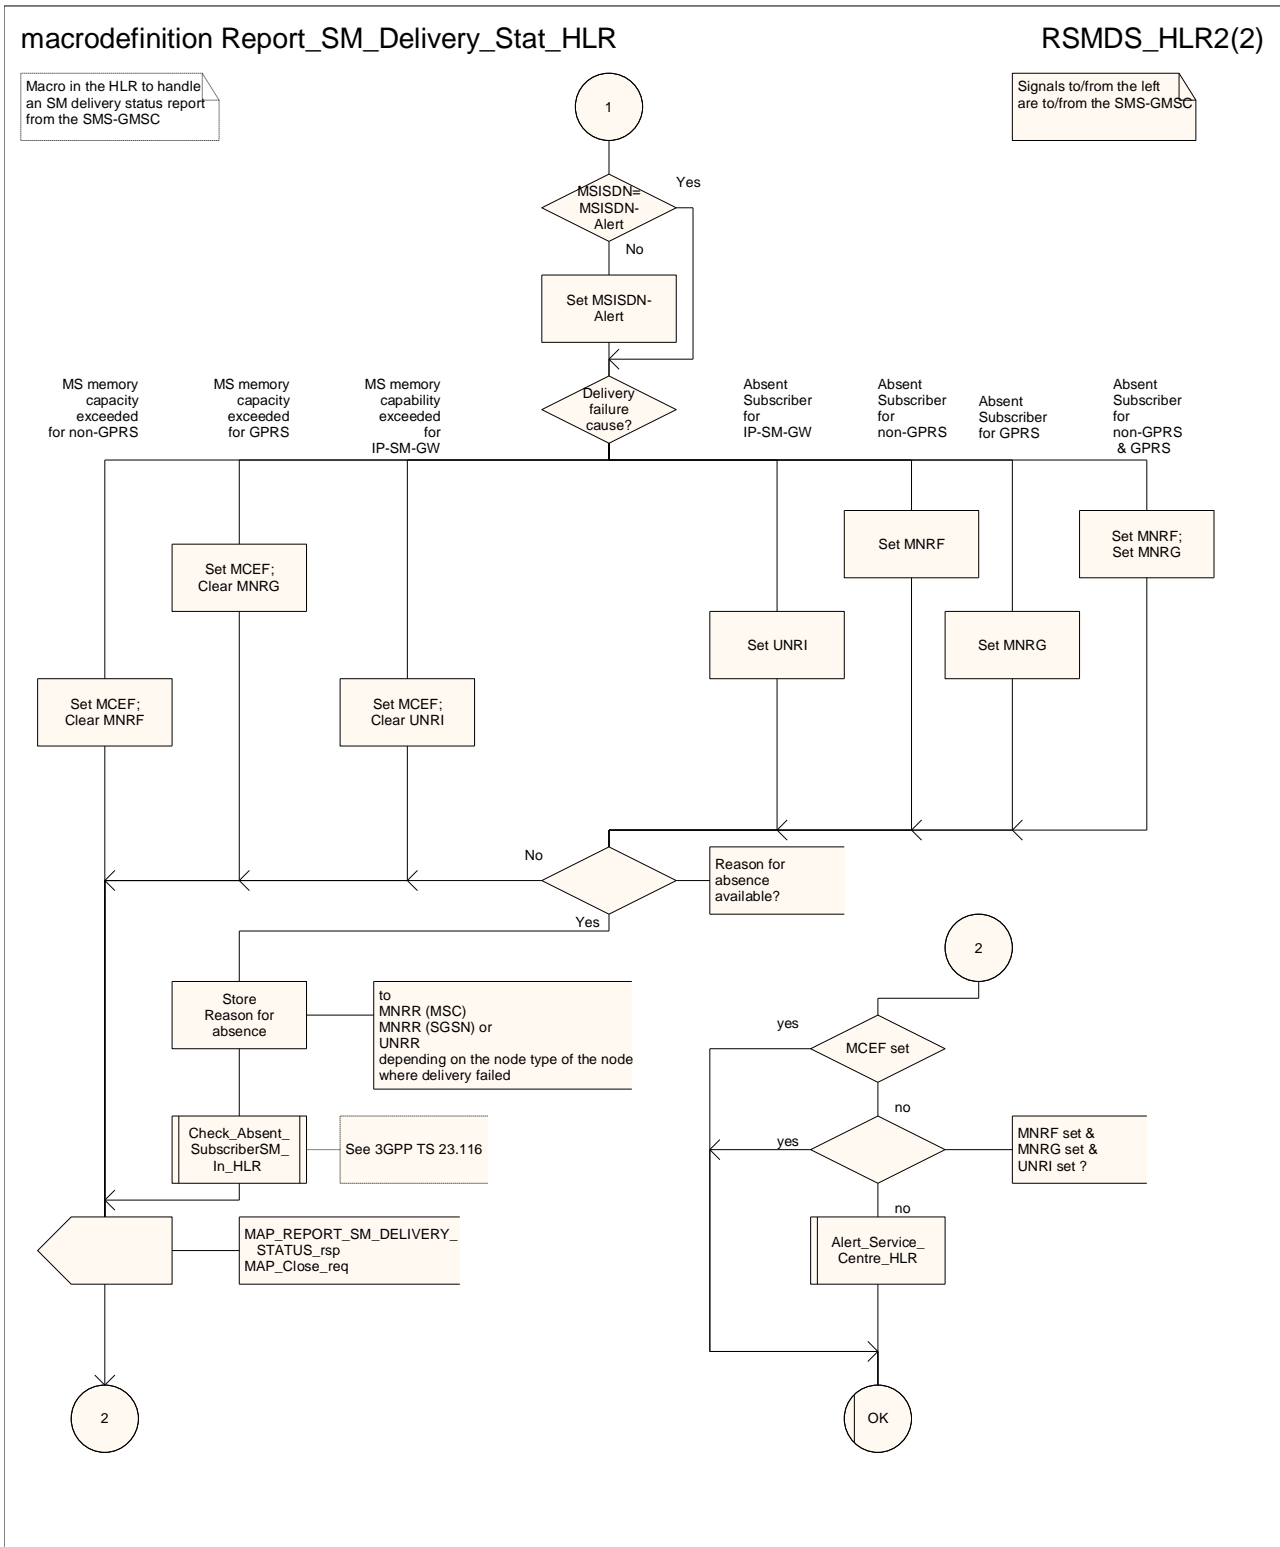 macrodefinition Report_SM_Delivery_Stat_HLR
RSMDS_HLR2(2)
Macro in the HLR to handle
an SM delivery status report
from the SMS-GMSC
Signals to/from the left
are to/from the SMS-GMSC
1
MSISDN=
MSISDN-
Alert
Yes
No
Set MSISDN-
Alert
Delivery
failure
cause?
MS memory
capacity
exceeded
for non-GPRS
MS memory
capacity
exceeded
for GPRS
MS memory
capability
exceeded
for
IP-SM-GW
Absent
Subscriber
for
IP-SM-GW
Absent
Subscriber
for
non-GPRS
Absent
Subscriber
for GPRS
Absent
Subscriber
for
non-GPRS
& GPRS
Set MNRF
Set MNRF;
Set MNRG
Set MCEF;
Clear MNRG
Set UNRI
Set MNRG
Set MCEF;
Clear MNRF
Set MCEF;
Clear UNRI
No
Reason for
absence
available?
Yes
Store
Reason for
absence
to
MNRR (MSC)
MNRR (SGSN) or
UNRR
depending on the node type of the node
where delivery failed
Check_Absent_
SubscriberSM_
In_HLR
See 3GPP TS 23.116
MAP_REPORT_SM_DELIVERY_
STATUS_rsp
MAP_Close_req
2
2
yes
MCEF set
no
yes
MNRF set &
MNRG set &
UNRI set ?
no
Alert_Service_
Centre_HLR
OK